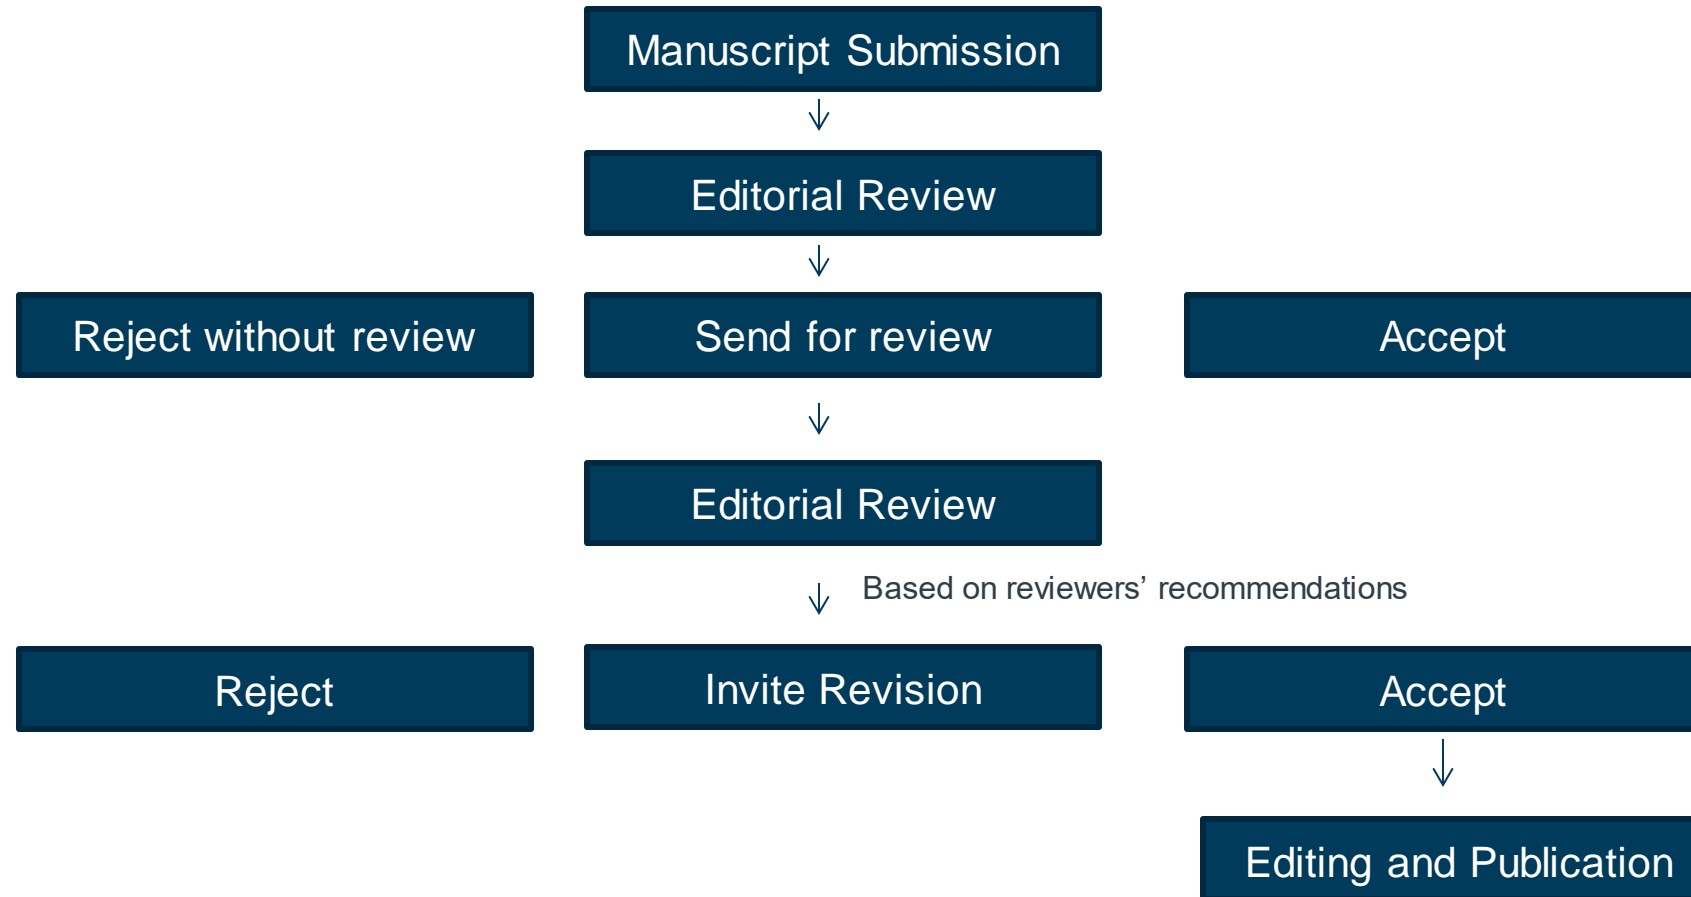 Manuscript Submission
Editorial Review
Reject without review
Send for review
Accept
Editorial Review
Based on reviewers’ recommendations
Reject
Invite Revision
Accept
Editing and Publication